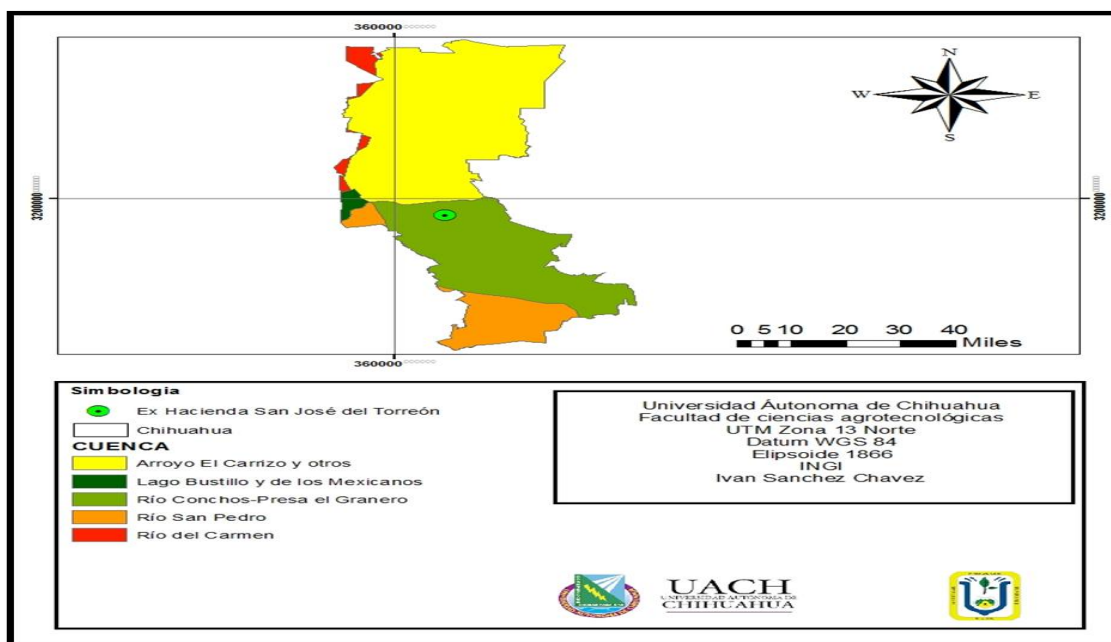 360000
N
W E
S
3200000
3200000
0 5 10 20 30 40
Miles
360000
Simbologia
Ex Hacienda San José del Torreón
Chihuahua
CUENCA
Arroyo El Carrizo y otros
Lago Bustillo y de los Mexicanos
Río Conchos-Presa el Granero
Río San Pedro
Río del Carmen
Universidad Áutonoma de Chihuahua
Facultad de ciencias agrotecnológicas
UTM Zona 13 Norte
Datum WGS 84
Elipsoide 1866
INGI
Ivan Sanchez Chavez
UACH
UNIVERSIDAD AUTÓNOMA DE
CHIHUAHUA